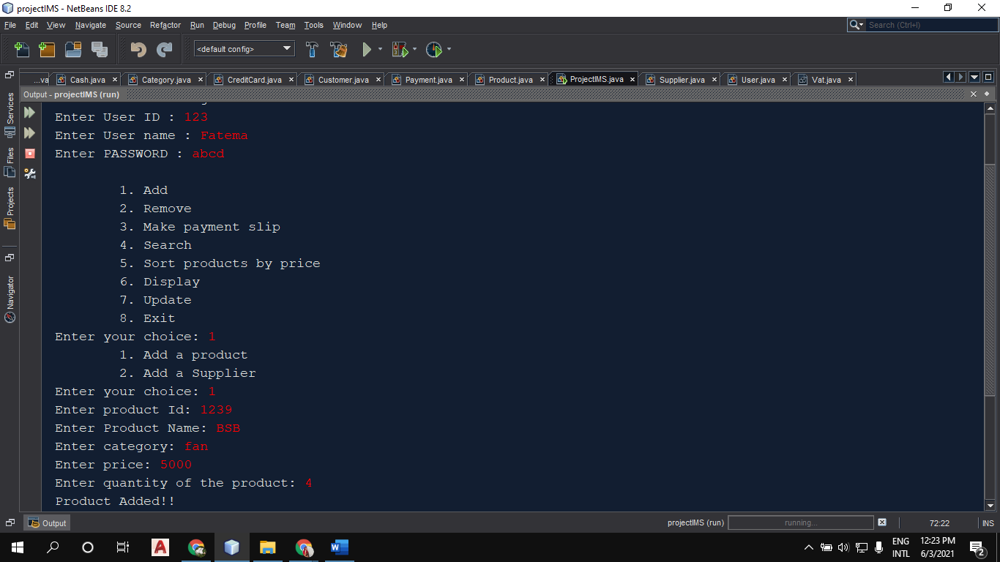 projectIMS - NetBeans IDE 8.2
File Edit View Navigate Source Refactor Run Debug Profile Team Tools Window Help
Search (Ctrl+I)
<default config>
...va Cash.java Category.java CreditCard.java Customer.java Payment.java Product.java ProjectIMS.java Supplier.java User.java Vat.java
Output - projectIMS (run)
Services
Files
Projects
Navigator
Enter User ID : 123
Enter User name : Fatema
Enter PASSWORD : abcd
1. Add
2. Remove
3. Make payment slip
4. Search
5. Sort products by price
6. Display
7. Update
8. Exit
Enter your choice: 1
1. Add a product
2. Add a Supplier
Enter your choice: 1
Enter product Id: 1239
Enter Product Name: BSB
Enter category: fan
Enter price: 5000
Enter quantity of the product: 4
Product Added!!
Output
projectIMS (run) running... 72:22 INS
ENG
INTL
12:23 PM
6/3/2021
2